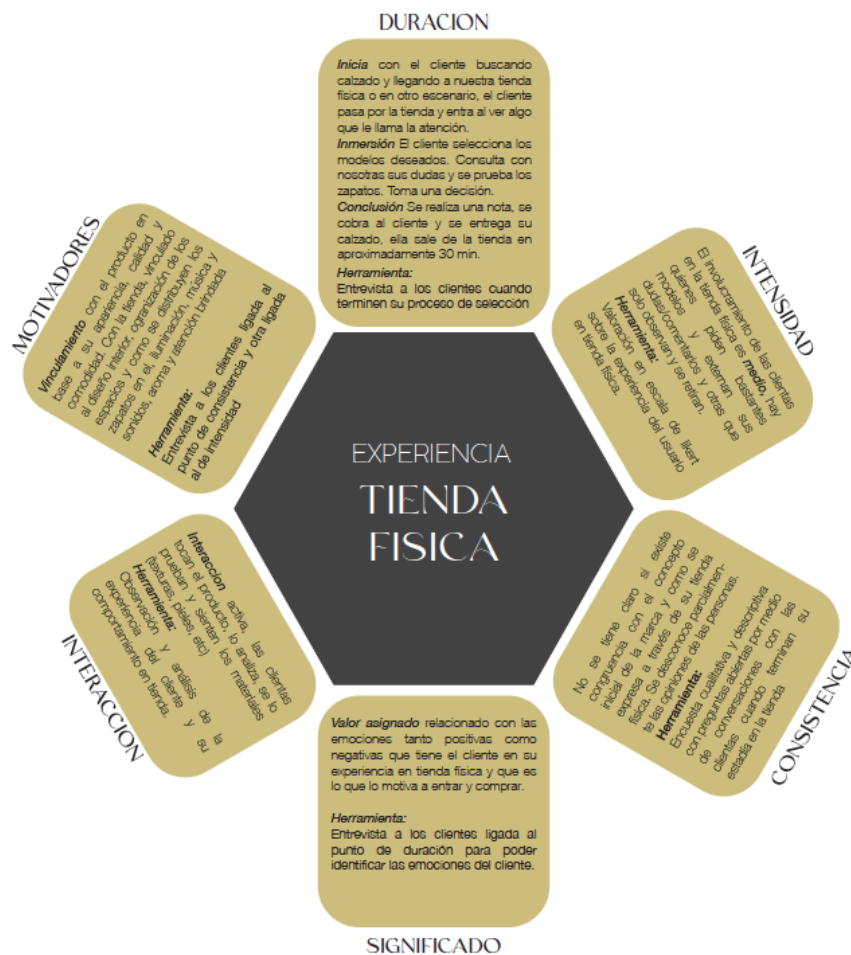 DURACION
Inicia con el cliente buscando
calzado y llegando a nuestra tienda
física o en otro escenario, el cliente
pasa por la tienda y entra al ver algo
que le llama la atención.
Inmersión El cliente selecciona los
modelos deseados. Consulta con
nosotras sus dudas y se prueba los
zapatos. Toma una decisión.
Conclusión Se realiza una nota, se
cobra al cliente y se entrega su
calzado, ella sale de la tienda en
aproximadamente 30 min.
Herramienta:
Entrevista a los clientes cuando
terminen su proceso de selección
INTENSIDAD
El involucramiento de las clientas
en la tienda física es medio, hay
quienes piden bastantes
modelos y externan sus
dudas/comentarios y otras que
solo observan y se retiran.
Herramienta:
Valoración en escala de likert
sobre la experiencia del usuario
en tienda física.
CONSISTENCIA
No se tiene claro si existe
congruencia con el concepto
inicial de la marca y como se
expresa a través de su tienda
física. Se desconoce parcialmen-
te las opiniones de las personas.
Herramienta:
Encuesta cualitativa y descriptiva
con preguntas abiertas por medio
de conversaciones con las
clientas cuando terminan su
estadía en la tienda
SIGNIFICADO
Valor asignado relacionado con las
emociones tanto positivas como
negativas que tiene el cliente en su
experiencia en tienda física y que es
lo que lo motiva a entrar y comprar.
Herramienta:
Entrevista a los clientes ligada al
punto de duración para poder
identificar las emociones del cliente.
INTERACCION
Interaccion activa, las clientas
tocan el producto, lo analiza, se lo
prueban y sienten los materiales
(texturas, pieles, etc)
Herramienta:
Observación y análisis de la
experiencia del cliente y su
comportamiento en tienda.
MOTIVADORES
Vinculamiento con el producto en
base a su apariencia, calidad y
comodidad. Con la tienda, vinculado
al diseño interior, ogranización de los
espacios y como se distribuyen los
zapatos en el, iluminación, música y
sonidos, aroma y atención brindada
Herramienta:
Entrevista a los clientes ligada al
punto de consistencia y otra ligada
al de intensidad
EXPERIENCIA
TIENDA
FISICA